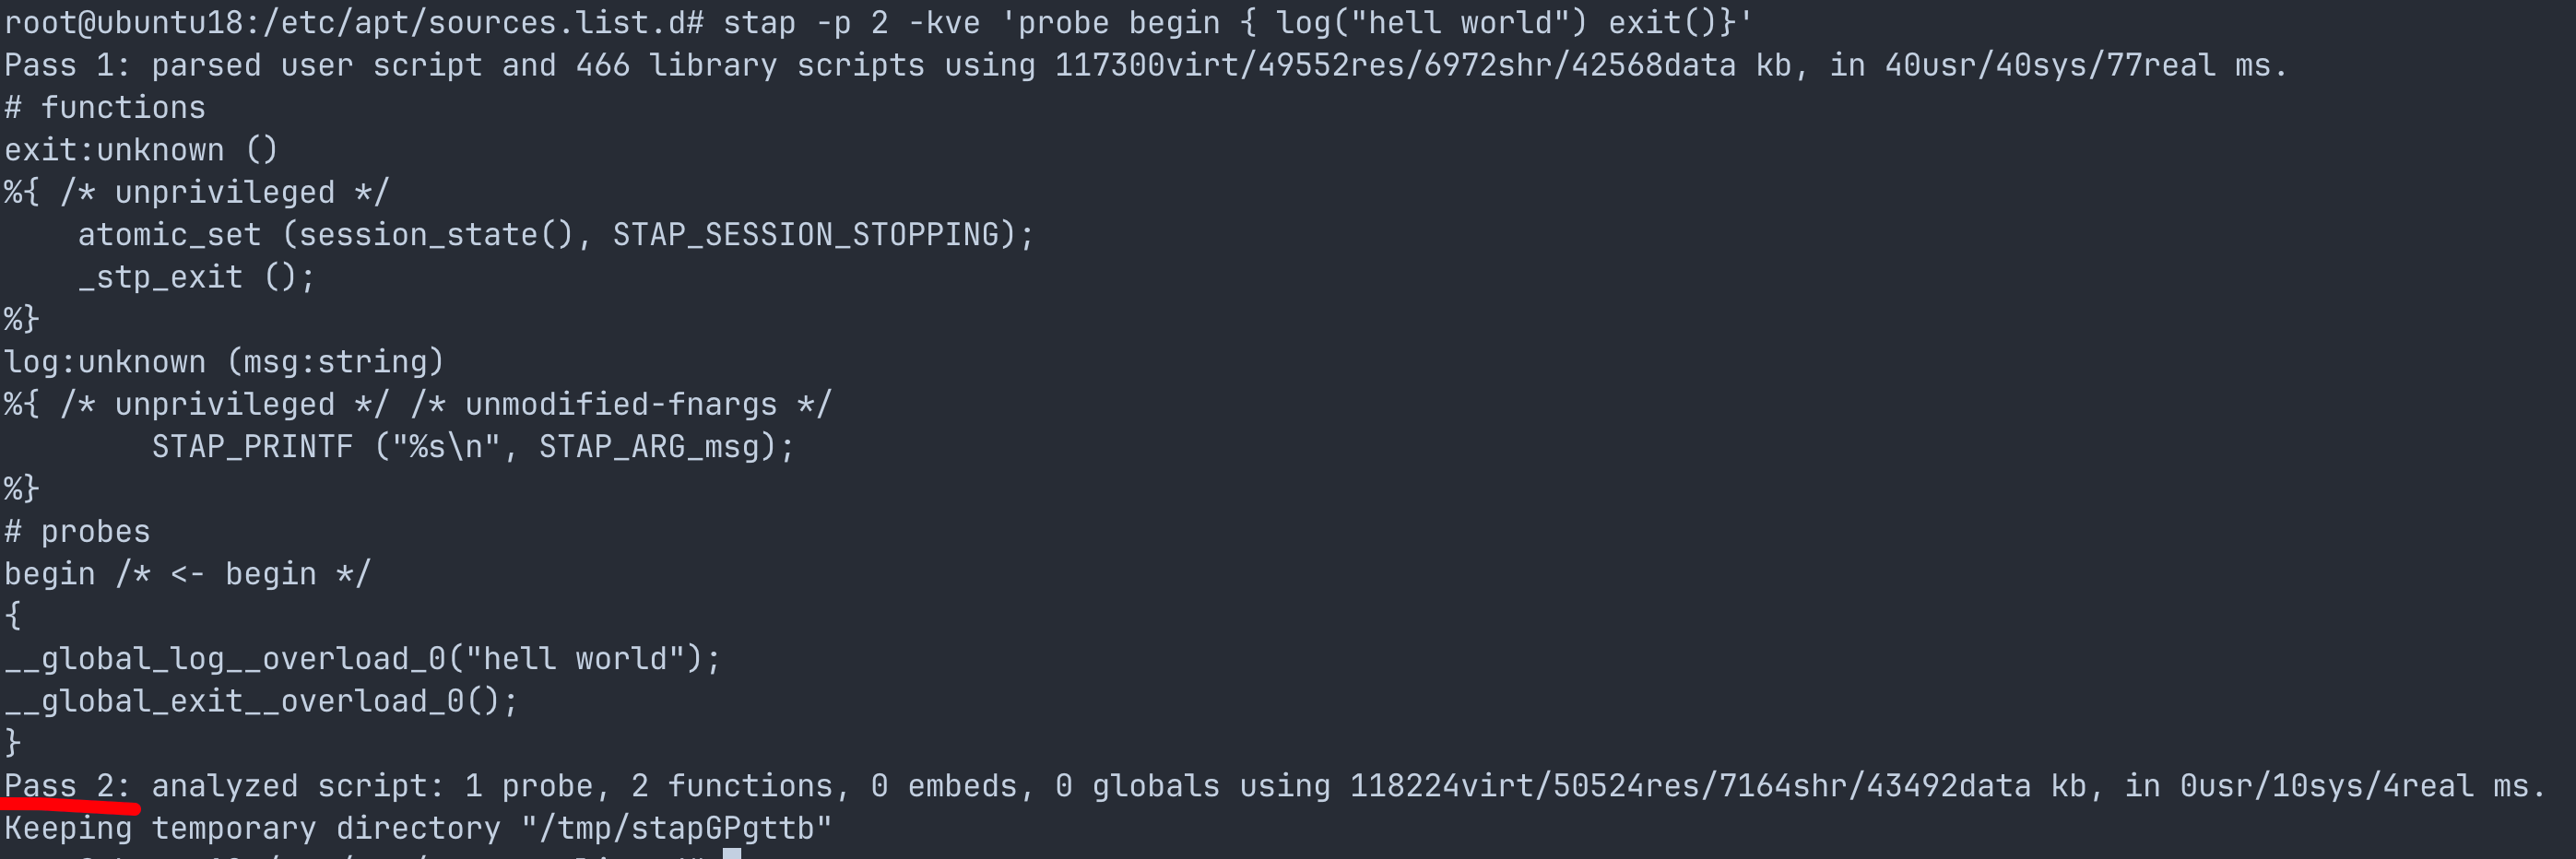 root@ubuntu18:/etc/apt/sources.list.d# stap -p 2 -kve 'probe begin { log("hell world") exit()}'
Pass 1: parsed user script and 466 library scripts using 117300virt/49552res/6972shr/42568data kb, in 40usr/40sys/77real ms.
# functions
exit:unknown ()
%{ /* unprivileged */
    atomic_set (session_state(), STAP_SESSION_STOPPING);
    _stp_exit ();
%}
log:unknown (msg:string)
%{ /* unprivileged */ /* unmodified-fnargs */
        STAP_PRINTF ("%s\n", STAP_ARG_msg);
%}
# probes
begin /* <- begin */
{
__global_log__overload_0("hell world");
__global_exit__overload_0();
}
Pass 2: analyzed script: 1 probe, 2 functions, 0 embeds, 0 globals using 118224virt/50524res/7164shr/43492data kb, in 0usr/10sys/4real ms.
Keeping temporary directory "/tmp/stapGPgttb"